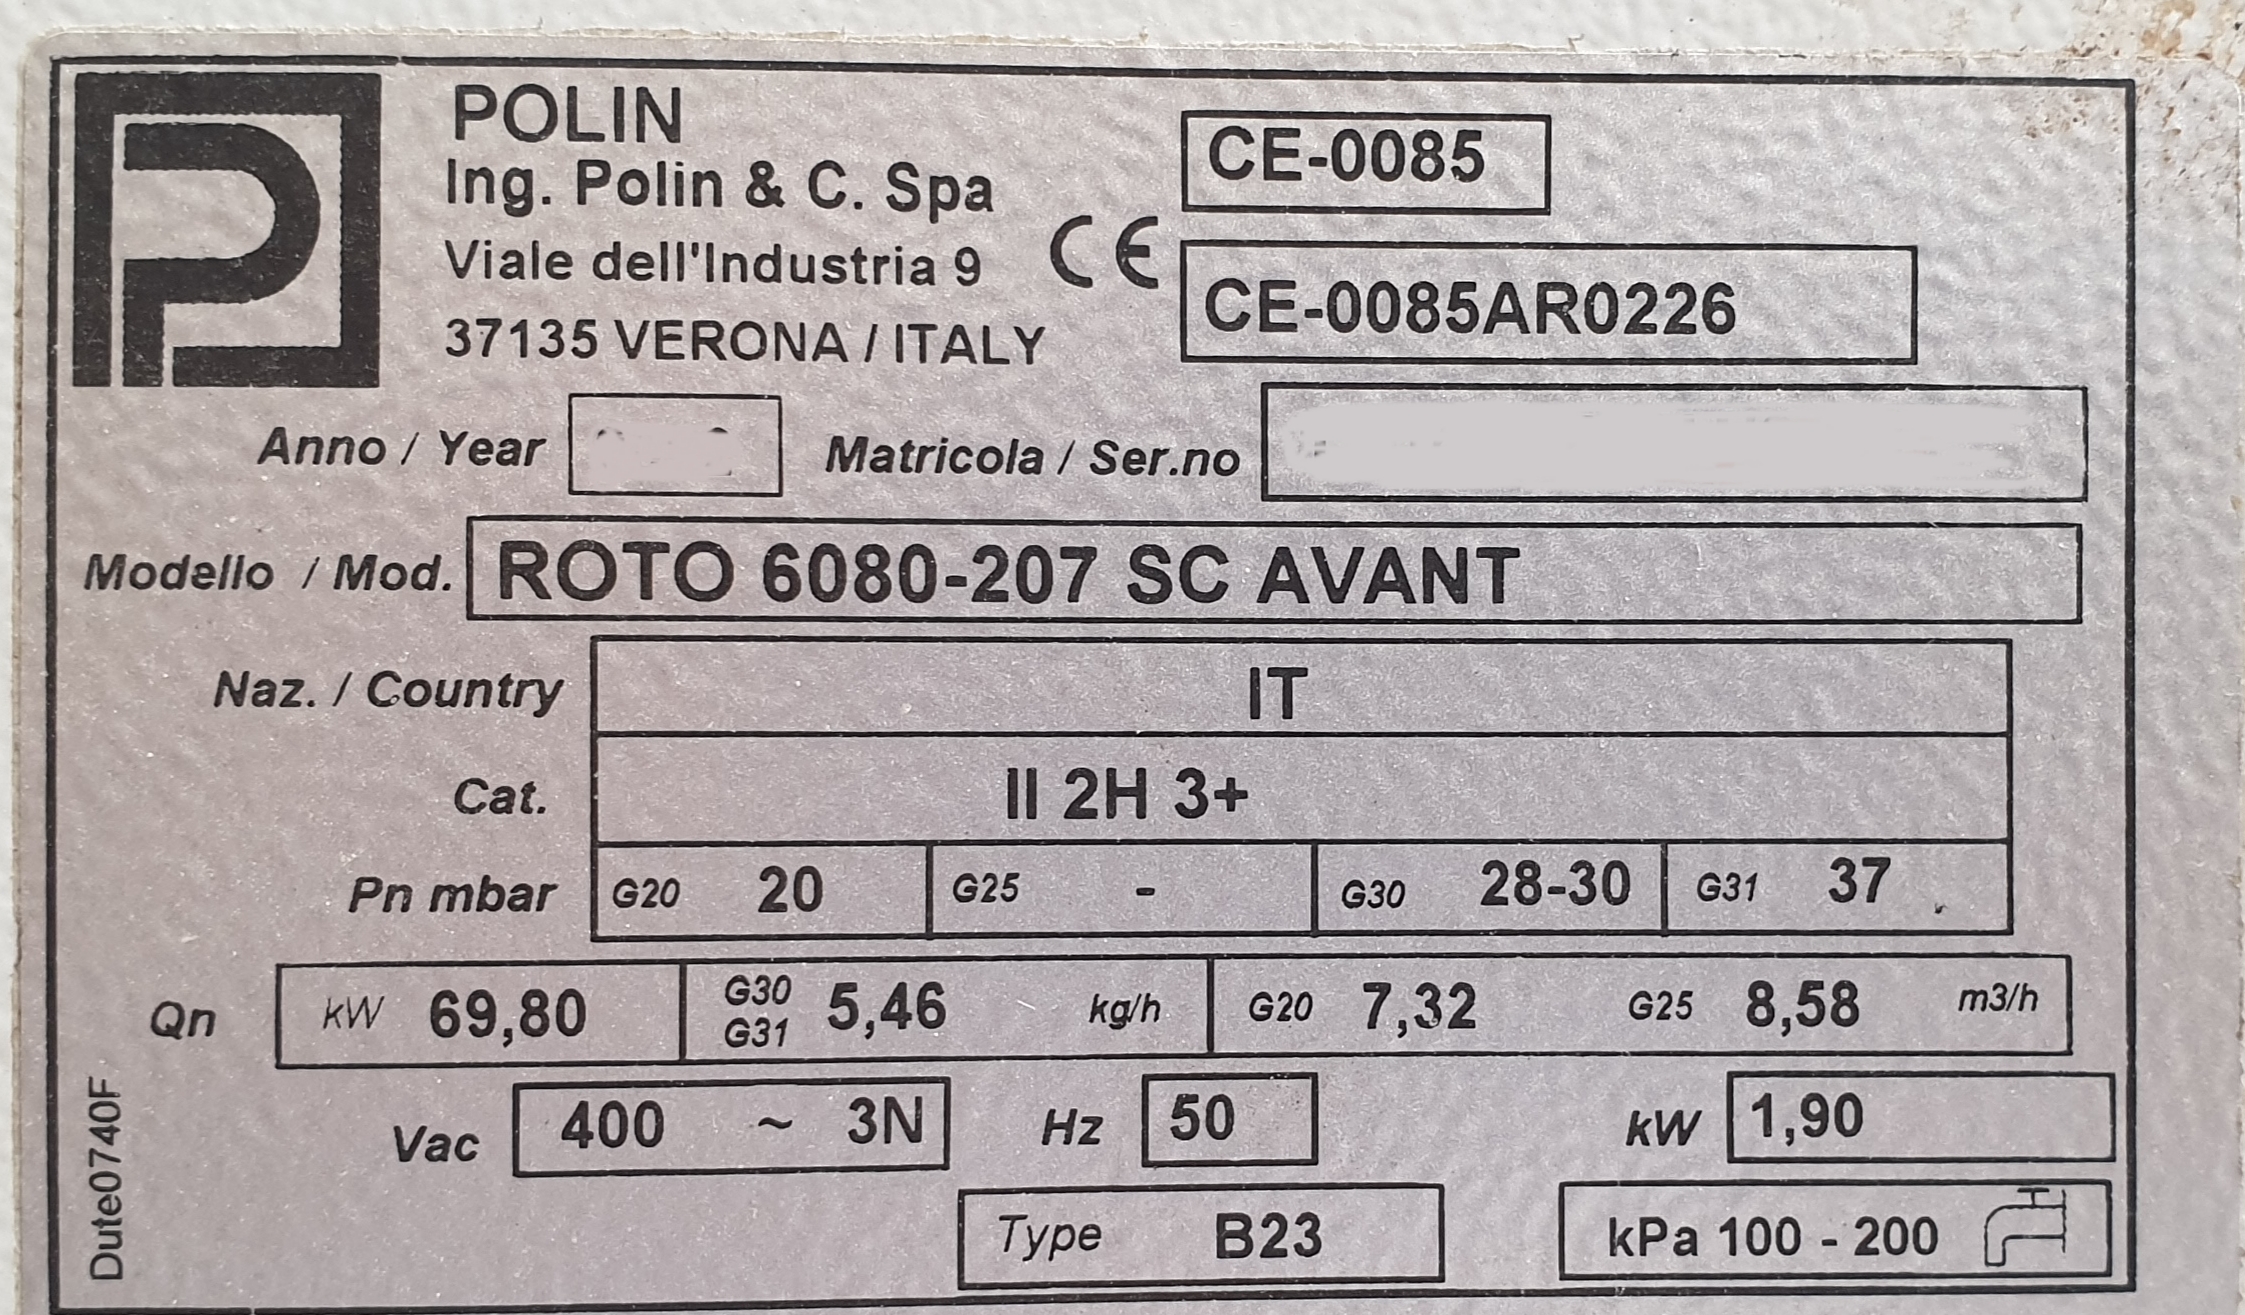 POLIN
Ing. Polin & C. Spa
Viale dell'Industria 9
37135 VERONA / ITALY
CE
CE-0085
CE-0085AR0226
Anno / Year
Matricola / Ser.no
Modello / Mod. ROTO 6080-207 SC AVANT
Naz. / Country IT
Cat. II 2H 3+
Pn mbar G20 20 G25 - G30 28-30 G31 37
Qn kW 69,80 G30 G31 5,46 kg/h G20 7,32 G25 8,58 m3/h
Vac 400 ~ 3N Hz 50 kW 1,90
Type B23 kPa 100 - 200
Dute0740F